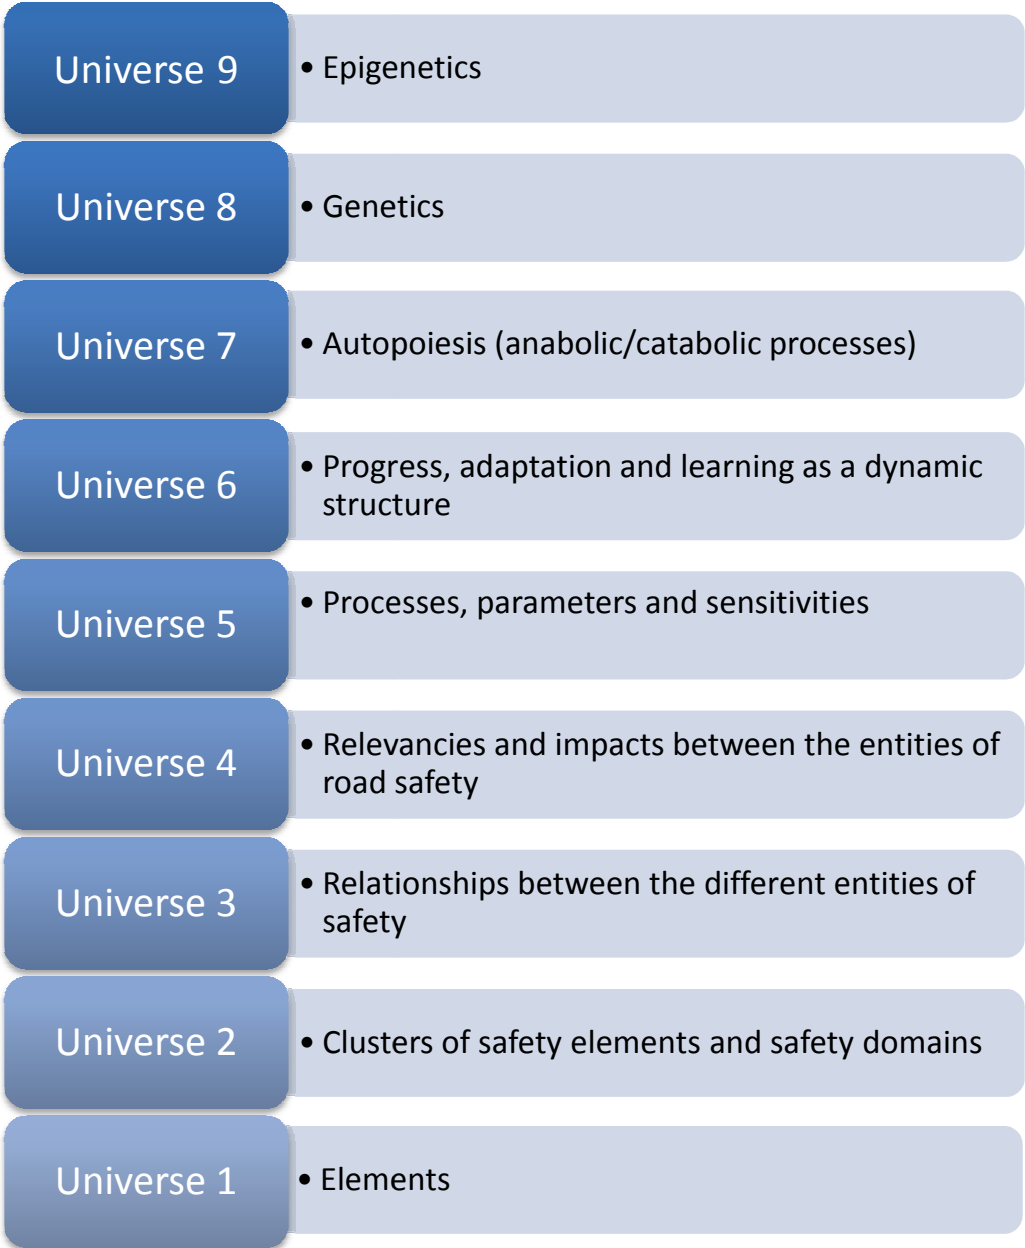 Universe 9
• Epigenetics
Universe 8
• Genetics
Universe 7
• Autopoiesis (anabolic/catabolic processes)
Universe 6
• Progress, adaptation and learning as a dynamic
structure
Universe 5
• Processes, parameters and sensitivities
Universe 4
• Relevancies and impacts between the entities of
road safety
Universe 3
• Relationships between the different entities of
safety
Universe 2
• Clusters of safety elements and safety domains
Universe 1
• Elements